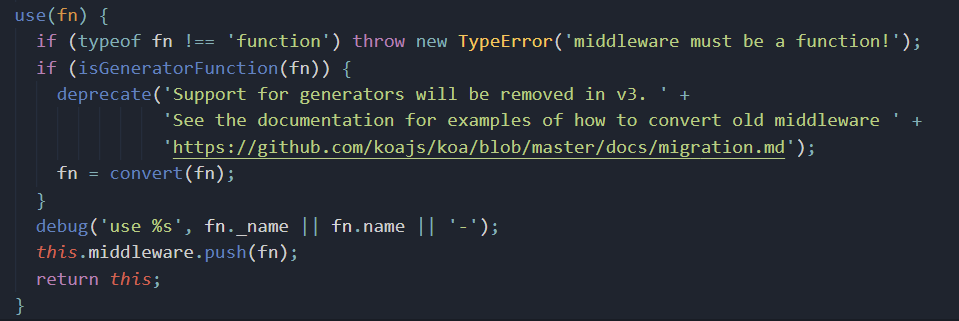 use(fn) {
if (typeof fn !== 'function') throw new TypeError('middleware must be a function!');
if (isGeneratorFunction(fn)) {
deprecate('Support for generators will be removed in v3. ' +
'See the documentation for examples of how to convert old middleware ' +
'https://github.com/koajs/koa/blob/master/docs/migration.md');
fn = convert(fn);
}
debug('use %s', fn._name || fn.name || '-');
this.middleware.push(fn);
return this;
}